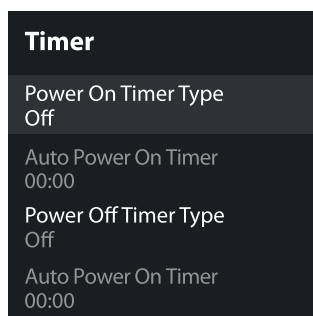 Timer
Power On Timer Type
Off
Auto Power On Timer
00:00
Power Off Timer Type
Off
Auto Power On Timer
00:00